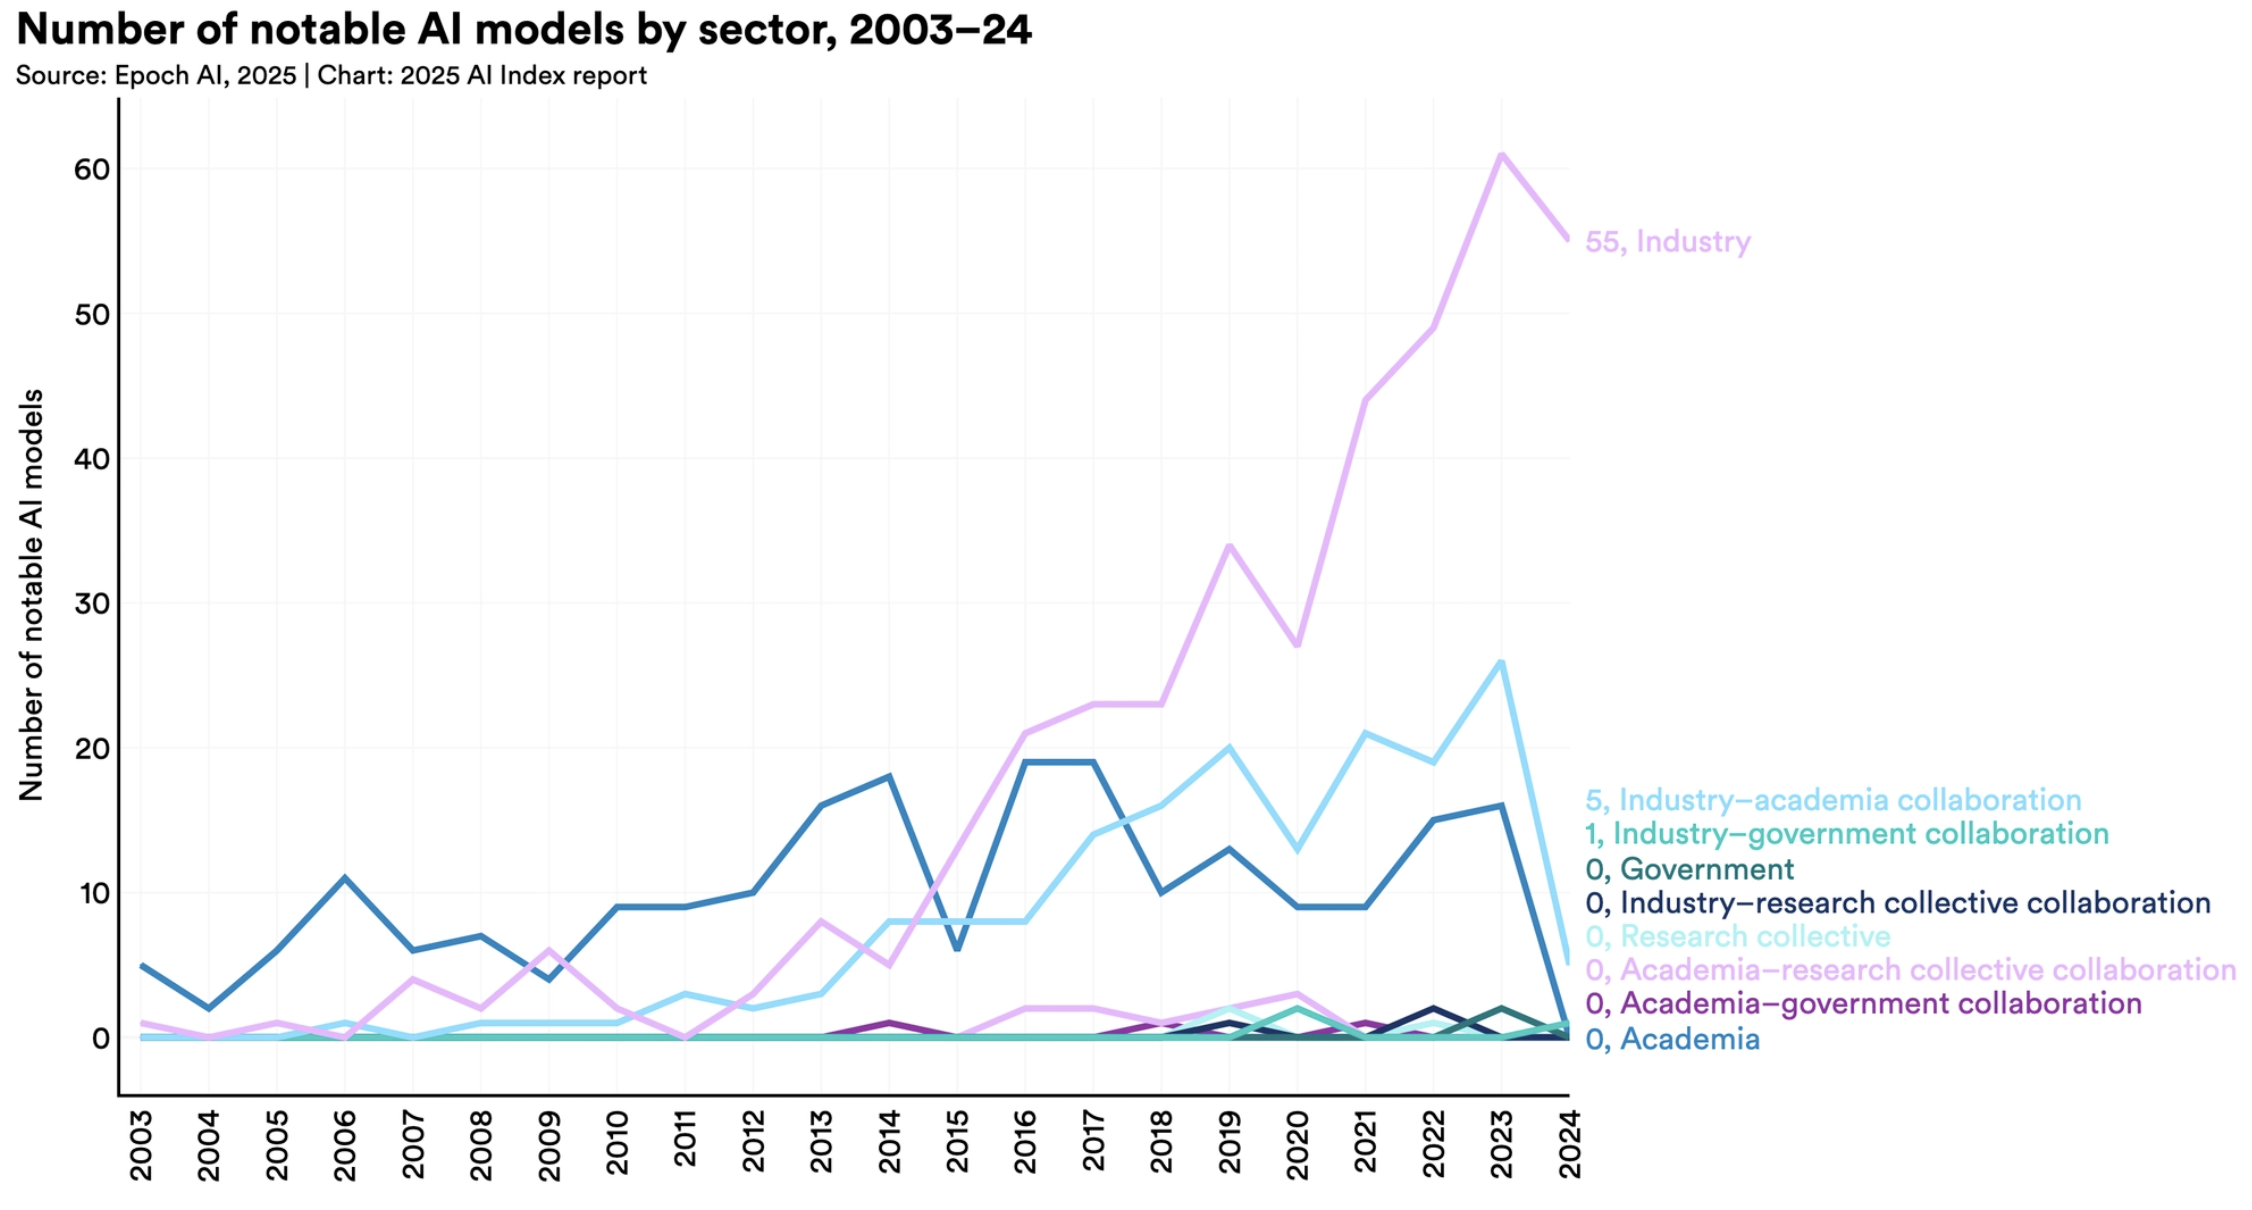 Number of notable AI models by sector, 2003–24
Source: Epoch AI, 2025 | Chart: 2025 AI Index report
Number of notable AI models
60
50
40
30
20
10
0
2003
2004
2005
2006
2007
2008
2009
2010
2011
2012
2013
2014
2015
2016
2017
2018
2019
2020
2021
2022
2023
2024
55, Industry
5, Industry–academia collaboration
1, Industry–government collaboration
0, Government
0, Industry–research collective collaboration
0, Research collective
0, Academia–research collective collaboration
0, Academia–government collaboration
0, Academia